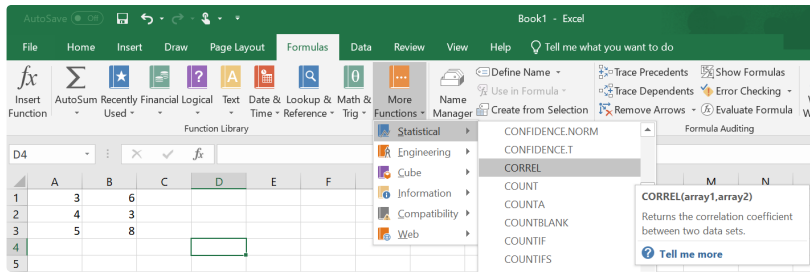 AutoSave Off Book1 - Excel
File Home Insert Draw Page Layout Formulas Data Review View Help Tell me what you want to do
fx Σ ? A θ
Insert Function
AutoSum
Recently Used
Financial
Logical
Text
Date & Time
Lookup & Reference
Math & Trig
More Functions
Name Manager
Define Name
Use in Formula
Create from Selection
Trace Precedents
Trace Dependents
Remove Arrows
Show Formulas
Error Checking
Evaluate Formula
W
Function Library
Formula Auditing
D4 fx
Statistical
Engineering
Cube
Information
Compatibility
Web
CONFIDENCE.NORM
CONFIDENCE.T
CORREL
COUNT
COUNTA
COUNTBLANK
COUNTIF
COUNTIFS
CORREL(array1,array2)
Returns the correlation coefficient
between two data sets.
Tell me more
A B C D E F M N
1 3 6
2 4 3
3 5 8
4
5